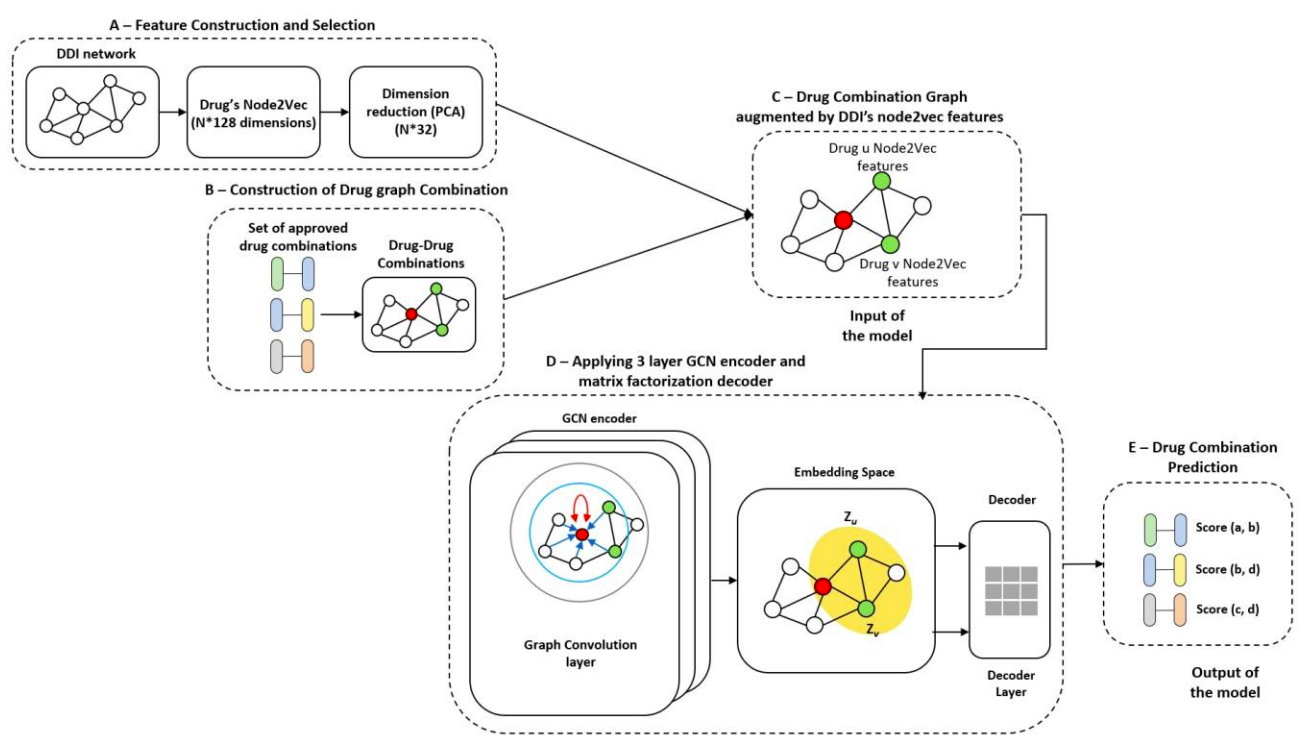 A – Feature Construction and Selection
DDI network
Drug's Node2Vec
(N*128 dimensions)
Dimension
reduction (PCA)
(N*32)
B – Construction of Drug graph Combination
Set of approved
drug combinations
Drug-Drug
Combinations
C – Drug Combination Graph
augmented by DDI's node2vec features
Drug u Node2Vec
features
Drug v Node2Vec
features
Input of
the model
D – Applying 3 layer GCN encoder and
matrix factorization decoder
GCN encoder
Graph Convolution
layer
Embedding Space
Zu
Zv
Decoder
Decoder
Layer
E – Drug Combination
Prediction
Score (a, b)
Score (b, d)
Score (c, d)
Output of
the model